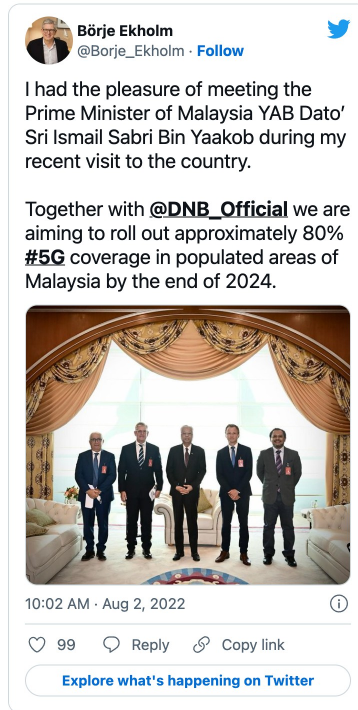 Börje Ekholm
@Borje_Ekholm · Follow
I had the pleasure of meeting the
Prime Minister of Malaysia YAB Dato’
Sri Ismail Sabri Bin Yaakob during my
recent visit to the country.
Together with @DNB_Official we are
aiming to roll out approximately 80%
#5G coverage in populated areas of
Malaysia by the end of 2024.
10:02 AM · Aug 2, 2022
99 Reply Copy link
Explore what's happening on Twitter